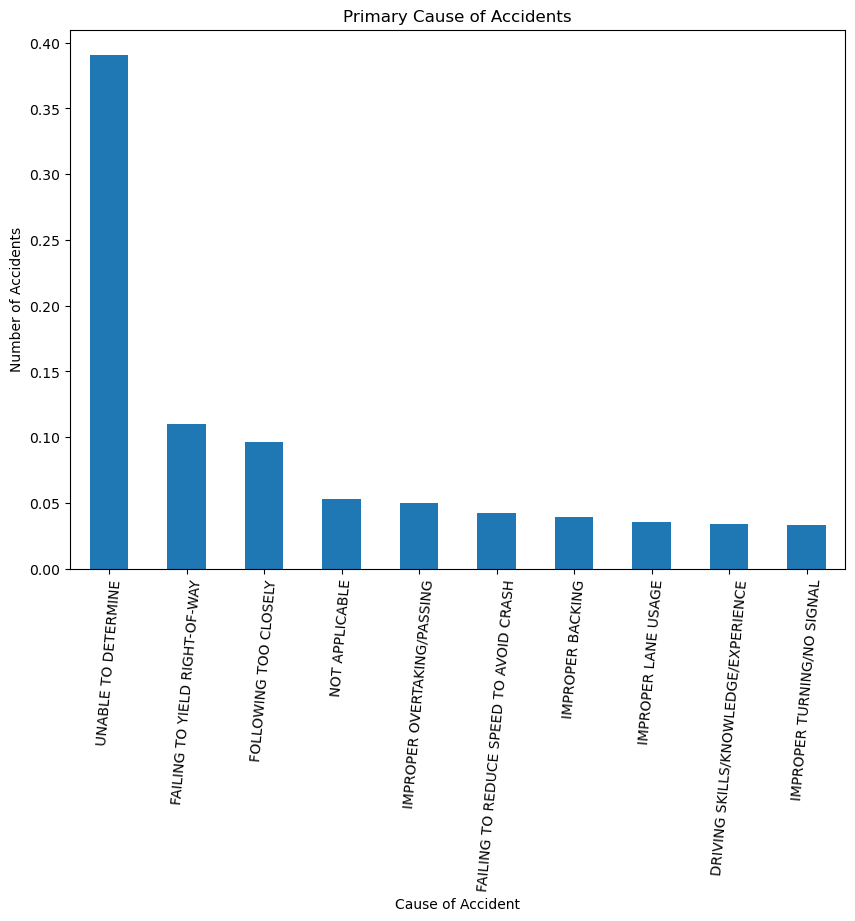 Primary Cause of Accidents
Number of Accidents
0.40
0.35
0.30
0.25
0.20
0.15
0.10
0.05
0.00
UNABLE TO DETERMINE
FAILING TO YIELD RIGHT-OF-WAY
FOLLOWING TOO CLOSELY
NOT APPLICABLE
IMPROPER OVERTAKING/PASSING
FAILING TO REDUCE SPEED TO AVOID CRASH
IMPROPER BACKING
IMPROPER LANE USAGE
DRIVING SKILLS/KNOWLEDGE/EXPERIENCE
IMPROPER TURNING/NO SIGNAL
Cause of Accident